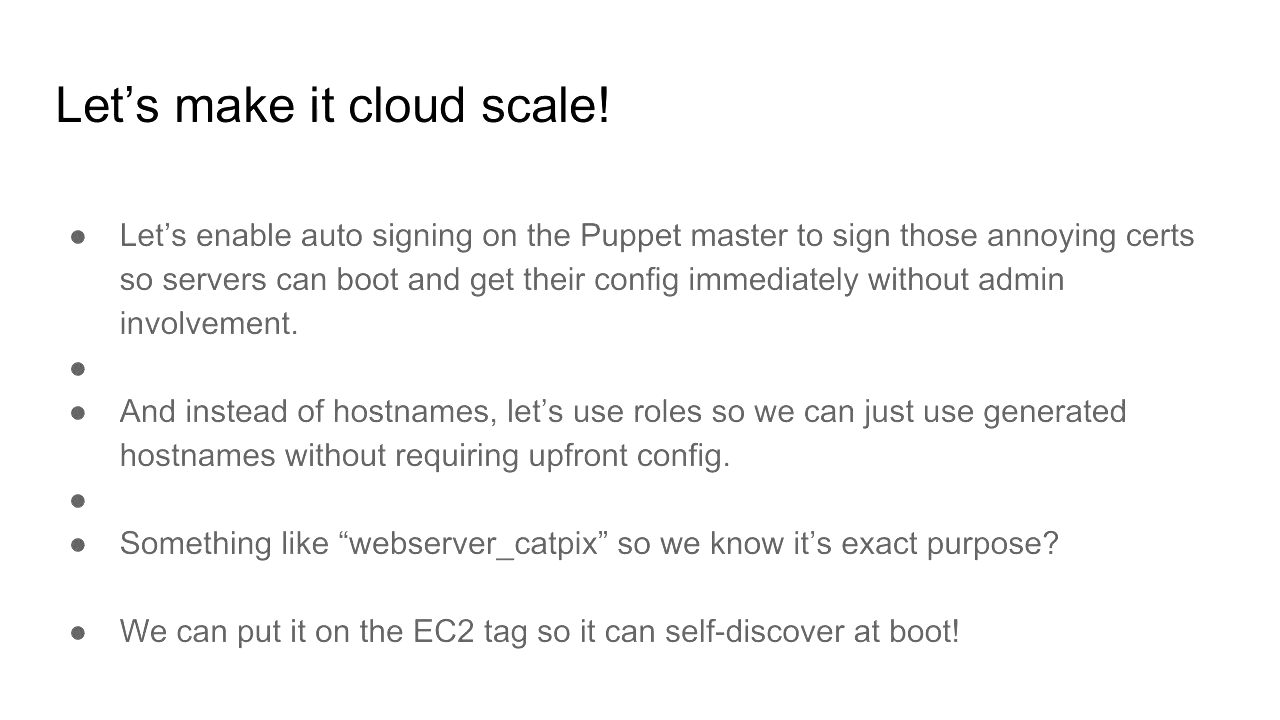 Let’s make it cloud scale!
● Let’s enable auto signing on the Puppet master to sign those annoying certs
so servers can boot and get their config immediately without admin
involvement.
●
● And instead of hostnames, let’s use roles so we can just use generated
hostnames without requiring upfront config.
●
● Something like “webserver_catpix” so we know it’s exact purpose?
● We can put it on the EC2 tag so it can self-discover at boot!